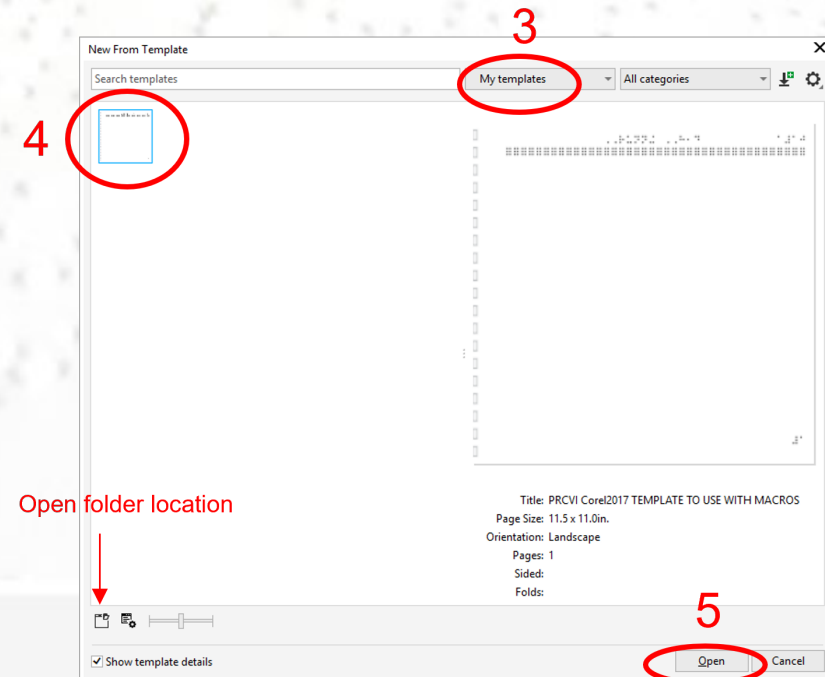 3
New From Template
Search templates
My templates
All categories
4
Open folder location
Title: PRCVI Corel2017 TEMPLATE TO USE WITH MACROS
Page Size: 11.5 x 11.0in.
Orientation: Landscape
Pages: 1
Sided:
Folds:
5
Show template details
Open
Cancel